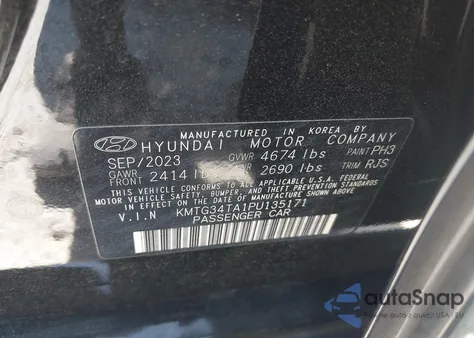 MANUFACTURED IN KOREA BY
HYUNDAI MOTOR COMPANY
SEP/2023 GVWR 4674 lbs PAINT PH3
GAWR FRONT 2414 lbs GAWR REAR 2690 lbs TRIM RJS
THIS VEHICLE CONFORMS TO ALL APPLICABLE U.S.A. FEDERAL
MOTOR VEHICLE SAFETY, BUMPER, AND THEFT PREVENTION STANDARDS
IN EFFECT ON THE DATE OF MANUFACTURE SHOWN ABOVE.
V.I.N KMTG34TA1PU135171
PASSENGER CAR
autoSnap